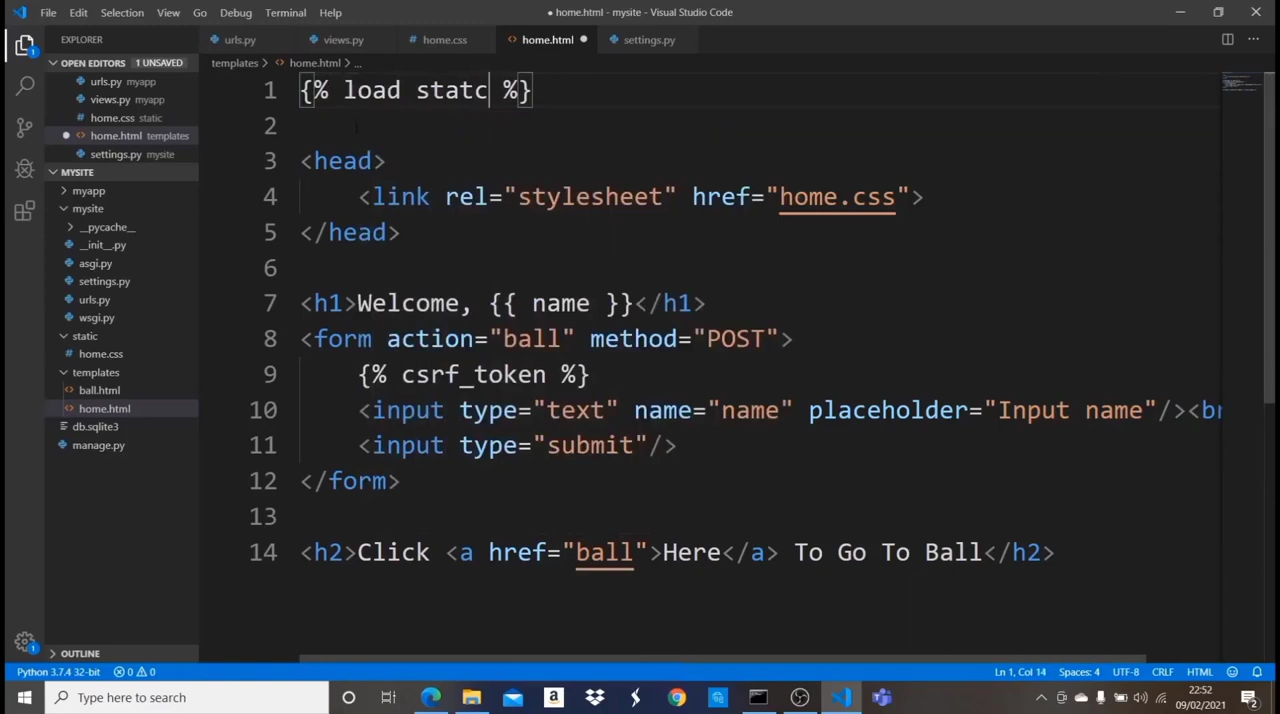 File Edit Selection View Go Debug Terminal Help
● home.html - mysite - Visual Studio Code
EXPLORER
urls.py views.py home.css home.html settings.py
OPEN EDITORS 1 UNSAVED
templates > home.html > ...
urls.py myapp
views.py myapp
home.css static
home.html templates
settings.py mysite
MYSITE
myapp
mysite
__pycache__
__init__.py
asgi.py
settings.py
urls.py
wsgi.py
static
home.css
templates
ball.html
home.html
db.sqlite3
manage.py
OUTLINE
1 {% load statc %}
2
3 <head>
4 <link rel="stylesheet" href="home.css">
5 </head>
6
7 <h1>Welcome, {{ name }}</h1>
8 <form action="ball" method="POST">
9 {% csrf_token %}
10 <input type="text" name="name" placeholder="Input name"/><br
11 <input type="submit"/>
12 </form>
13
14 <h2>Click <a href="ball">Here</a> To Go To Ball</h2>
Python 3.7.4 32-bit 0 0 Ln 1, Col 14 Spaces: 4 UTF-8 CRLF HTML
Type here to search
22:52
09/02/2021
2